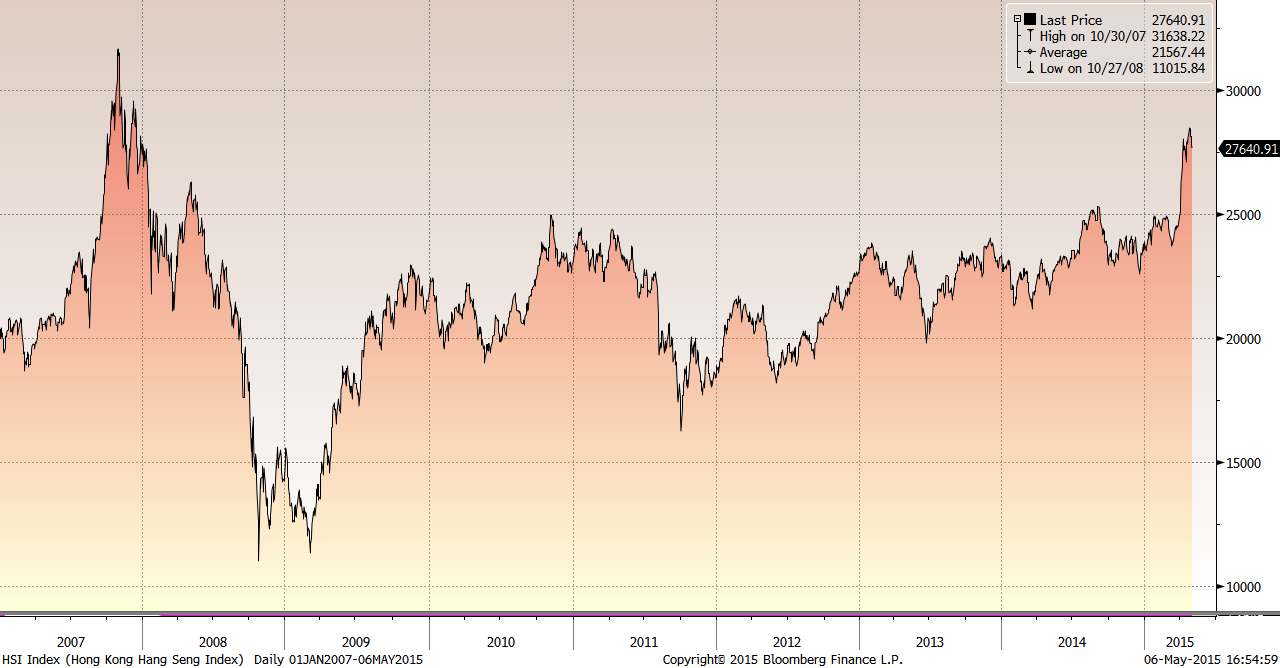 Last Price 27640.91
High on 10/30/07 31638.22
Average 21567.44
Low on 10/27/08 11015.84
30000
27640.91
25000
20000
15000
10000
2007 2008 2009 2010 2011 2012 2013 2014 2015
HSI Index (Hong Kong Hang Seng Index) Daily 01JAN2007-06MAY2015 Copyright© 2015 Bloomberg Finance L.P. 06-May-2015 16:54:59